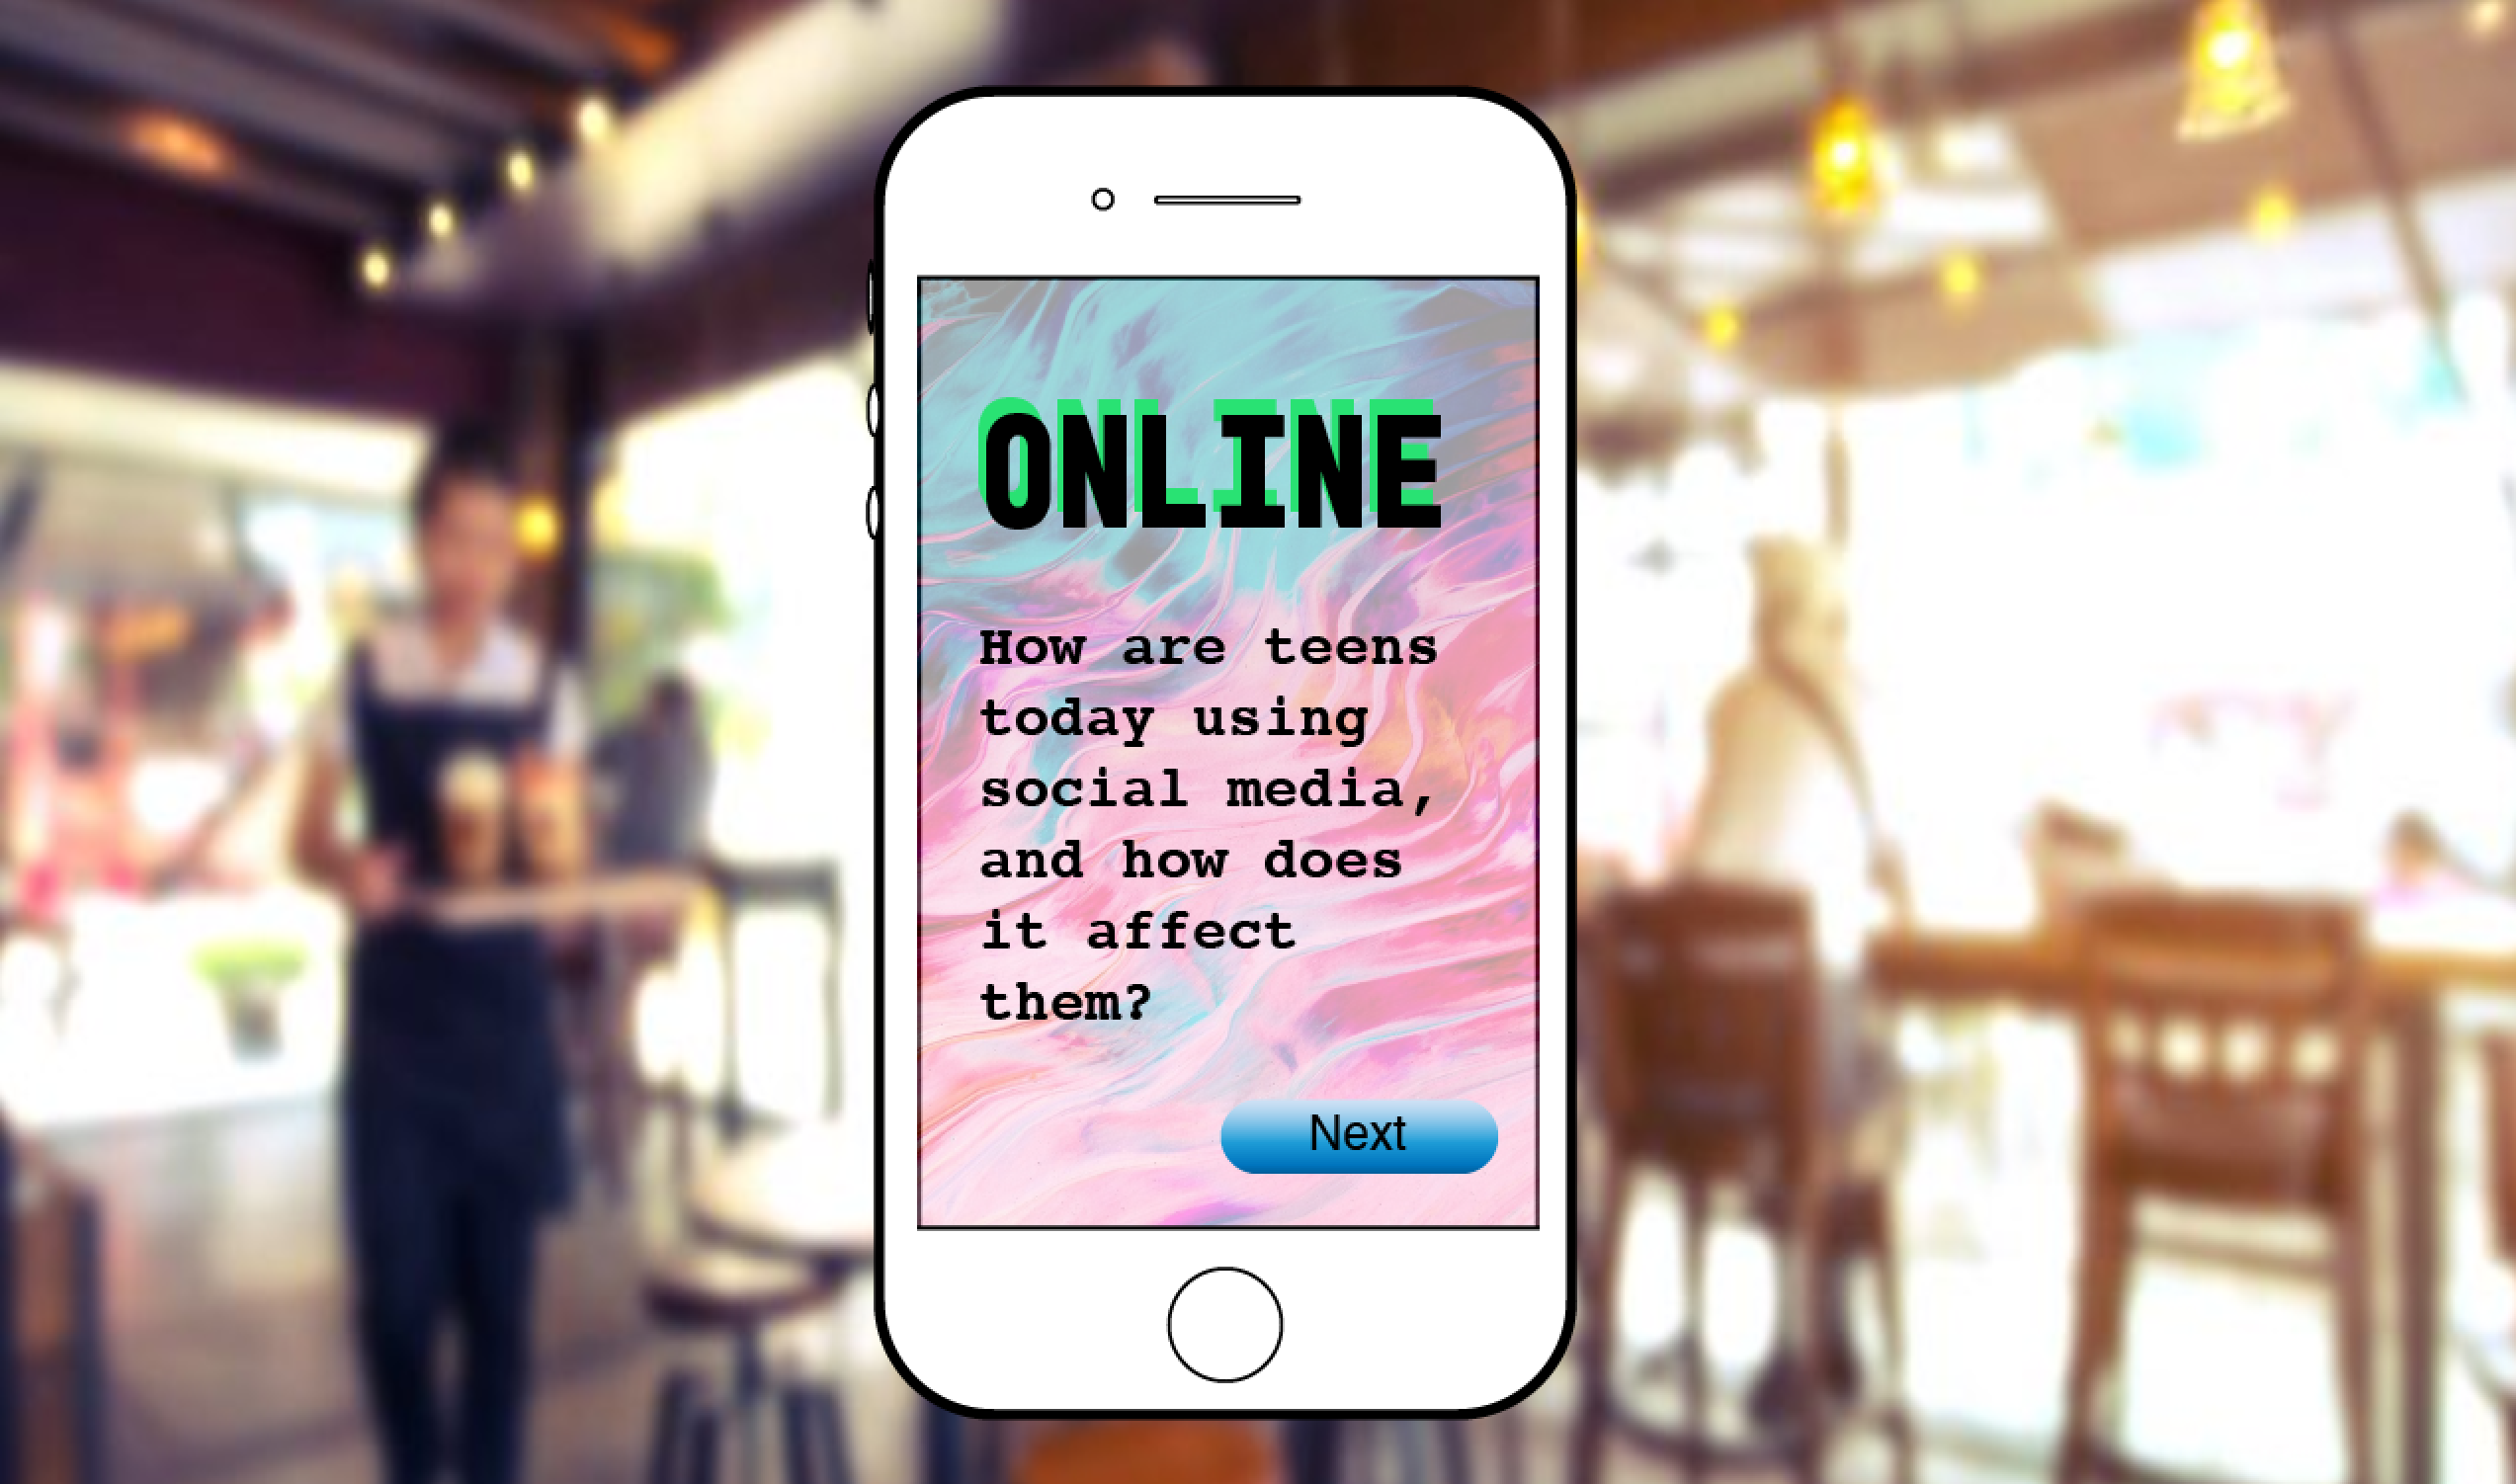 ONLINE
How are teens
today using
social media,
and how does
it affect
them?
Next